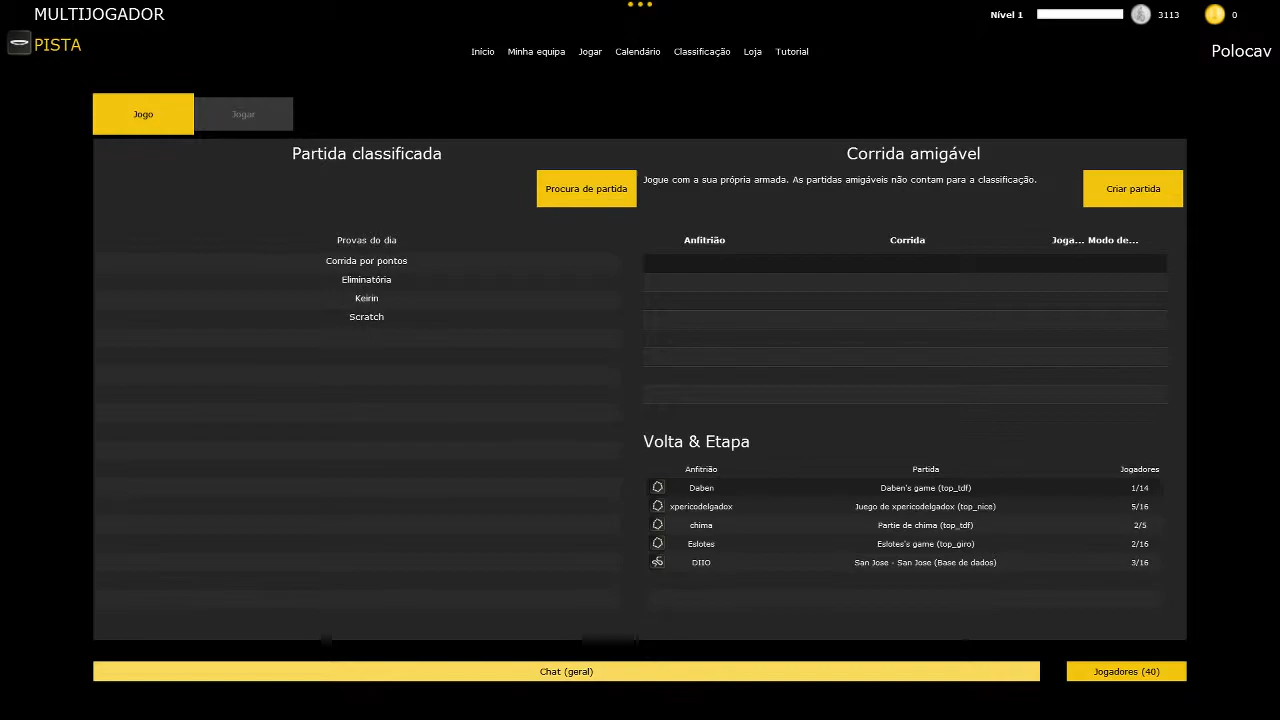 MULTIJOGADOR
Nível 1
3113
0
PISTA
Início Minha equipa Jogar Calendário Classificação Loja Tutorial
Polocav
Jogo
Jogar
Partida classificada
Procura de partida
Provas do dia
Corrida por pontos
Eliminatória
Keirin
Scratch
Corrida amigável
Jogue com a sua própria armada. As partidas amigáveis não contam para a classificação.
Criar partida
Anfitrião Corrida Joga... Modo de...
Volta & Etapa
Anfitrião Partida Jogadores
Daben Daben's game (top_tdf) 1/14
xpericodelgadox Juego de xpericodelgadox (top_nice) 5/16
chima Partie de chima (top_tdf) 2/5
Eslotes Eslotes's game (top_giro) 2/16
DIIO San Jose - San Jose (Base de dados) 3/16
Chat (geral)
Jogadores (40)